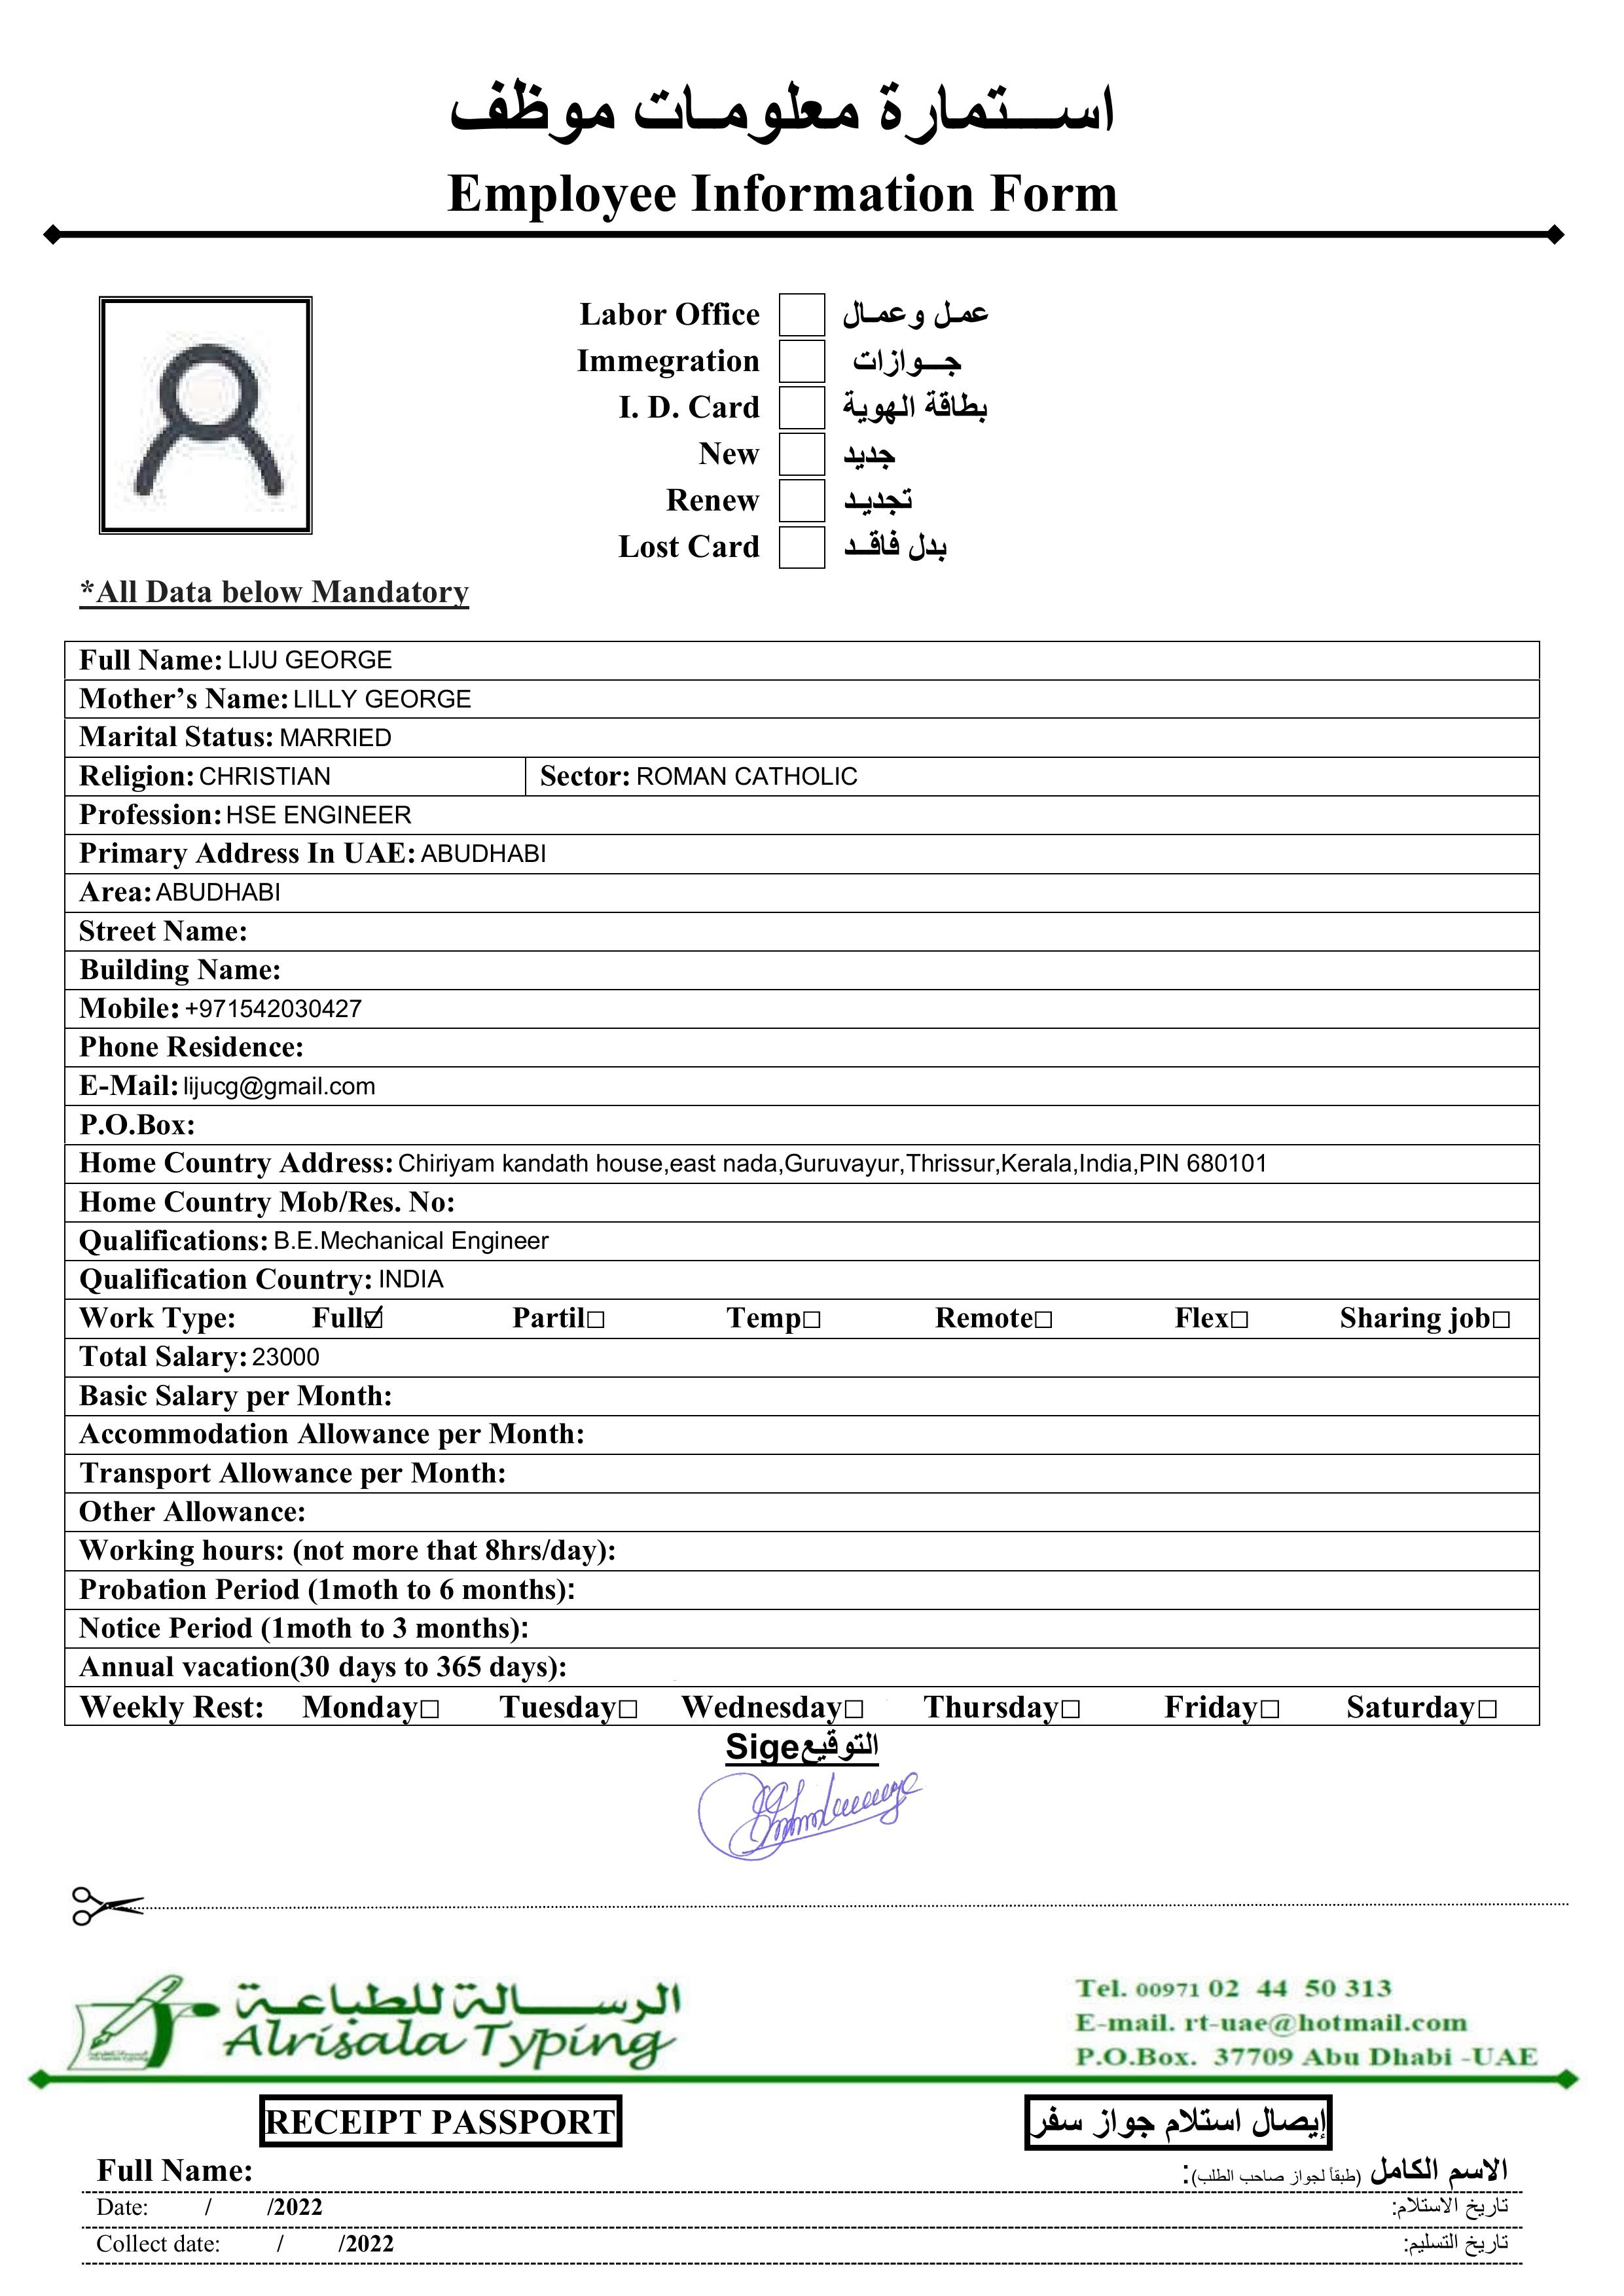 استمارة معلومات موظف
Employee Information Form
Labor Office ☐ عمل وعمال
Immegration ☐ جوازات
I. D. Card ☐ بطاقة الهوية
New ☐ جديد
Renew ☐ تجديد
Lost Card ☐ بدل فاقد
*All Data below Mandatory
Full Name: LIJU GEORGE
Mother’s Name: LILLY GEORGE
Marital Status: MARRIED
Religion: CHRISTIAN Sector: ROMAN CATHOLIC
Profession: HSE ENGINEER
Primary Address In UAE: ABUDHABI
Area: ABUDHABI
Street Name:
Building Name:
Mobile: +971542030427
Phone Residence:
E-Mail: lijucg@gmail.com
P.O.Box:
Home Country Address: Chiriyam kandath house,east nada,Guruvayur,Thrissur,Kerala,India,PIN 680101
Home Country Mob/Res. No:
Qualifications: B.E.Mechanical Engineer
Qualification Country: INDIA
Work Type: Full☑ Partil☐ Temp☐ Remote☐ Flex☐ Sharing job☐
Total Salary: 23000
Basic Salary per Month:
Accommodation Allowance per Month:
Transport Allowance per Month:
Other Allowance:
Working hours: (not more that 8hrs/day):
Probation Period (1moth to 6 months):
Notice Period (1moth to 3 months):
Annual vacation(30 days to 365 days):
Weekly Rest: Monday☐ Tuesday☐ Wednesday☐ Thursday☐ Friday☐ Saturday☐
Sigeالتوقيع
الرسالة للطباعة
Alrisala Typing
Tel. 00971 02 44 50 313
E-mail. rt-uae@hotmail.com
P.O.Box. 37709 Abu Dhabi -UAE
RECEIPT PASSPORT إيصال استلام جواز سفر
Full Name: الاسم الكامل (طبقاً لجواز صاحب الطلب):
Date: / /2022 تاريخ الاستلام:
Collect date: / /2022 تاريخ التسليم: